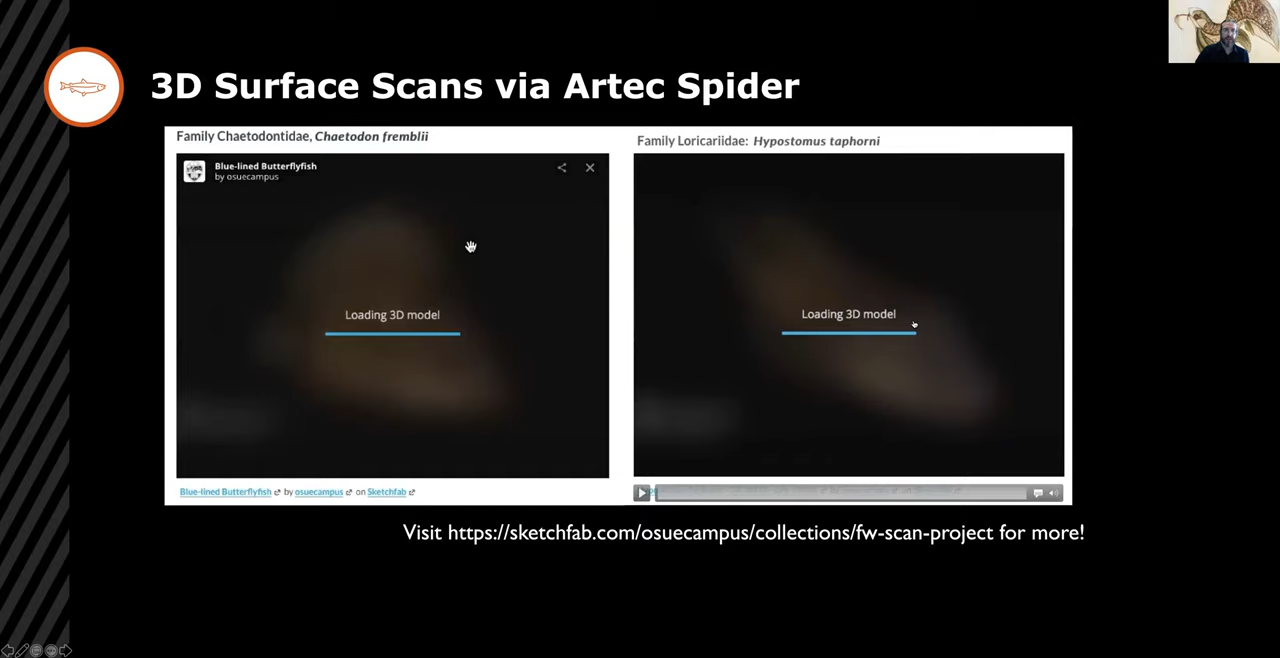 3D Surface Scans via Artec Spider
Family Chaetodontidae, Chaetodon fremblii
Blue-lined Butterflyfish
by osuecampus
Loading 3D model
Blue-lined Butterflyfish by osuecampus on Sketchfab
Family Loricariidae: Hypostomus taphorni
Loading 3D model
Visit https://sketchfab.com/osuecampus/collections/fw-scan-project for more!